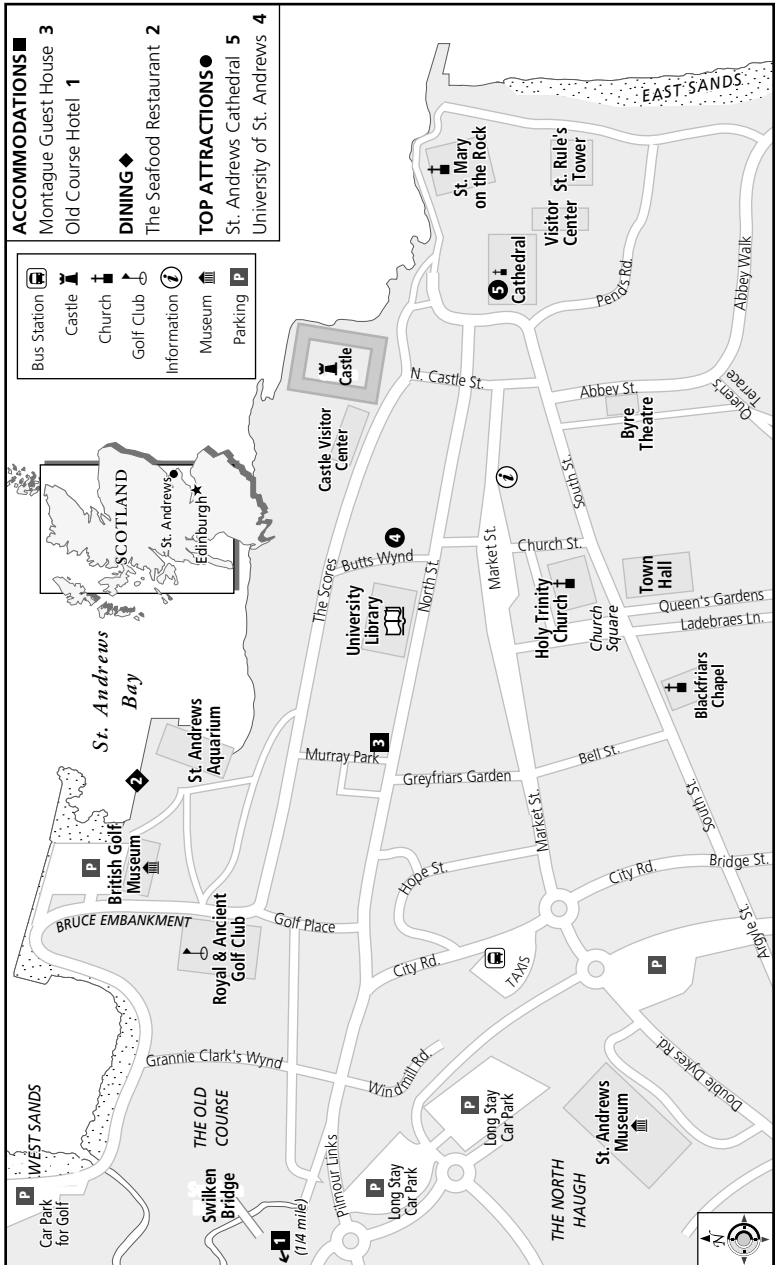 ACCOMMODATIONS ■
Montague Guest House 3
Old Course Hotel 1
DINING ◆
The Seafood Restaurant 2
TOP ATTRACTIONS ●
St. Andrews Cathedral 5
University of St. Andrews 4
Bus Station
Castle
Church
Golf Club
Information i
Museum
Parking P
SCOTLAND
St. Andrews
Edinburgh
St. Andrews
Bay
EAST SANDS
St. Mary
on the Rock
St. Rule's
Tower
Visitor
Center
5
Cathedral
Pend's Rd.
Abbey Walk
Castle
N. Castle St.
Castle Visitor
Center
Abbey St.
Queen's
Terrace
Byre
Theatre
The Scores
4
Butts Wynd
University
Library
North St.
Market St.
i
South St.
Church St.
Holy Trinity
Church
Church
Square
Town
Hall
Queen's Gardens
Ladebraes Ln.
Blackfriars
Chapel
2
St. Andrews
Aquarium
Murray Park
3
Greyfriars Garden
Bell St.
Market St.
South St.
P
British Golf
Museum
BRUCE EMBANKMENT
Royal & Ancient
Golf Club
Golf Place
Hope St.
City Rd.
Bridge St.
Argyle St.
City Rd.
TAXIS
P
Grannie Clark's Wynd
Windmill Rd.
Double Dykes Rd.
WEST SANDS
P
Car Park
for Golf
THE OLD
COURSE
Swilken
Bridge
1
(1/4 mile)
Pilmour Links
P
Long Stay
Car Park
P
Long Stay
Car Park
THE NORTH
HAUGH
St. Andrews
Museum
N